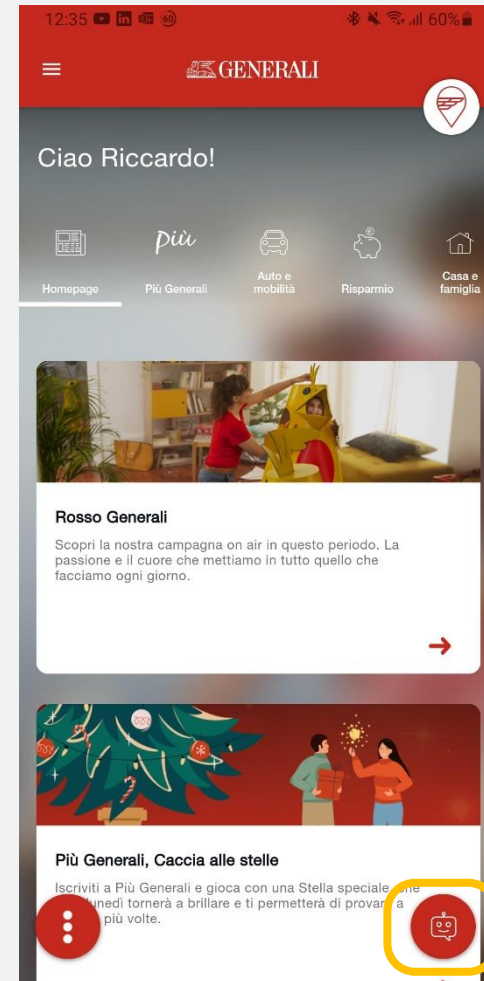 12:35
60
60%
GENERALI
Ciao Riccardo!
più
Homepage
Più Generali
Auto e
mobilità
Risparmio
Casa e
famiglia
Rosso Generali
Scopri la nostra campagna on air in questo periodo. La
passione e il cuore che mettiamo in tutto quello che
facciamo ogni giorno.
Più Generali, Caccia alle stelle
Iscriviti a Più Generali e gioca con una Stella speciale, che
lunedì tornerà a brillare e ti permetterà di provare a
più volte.